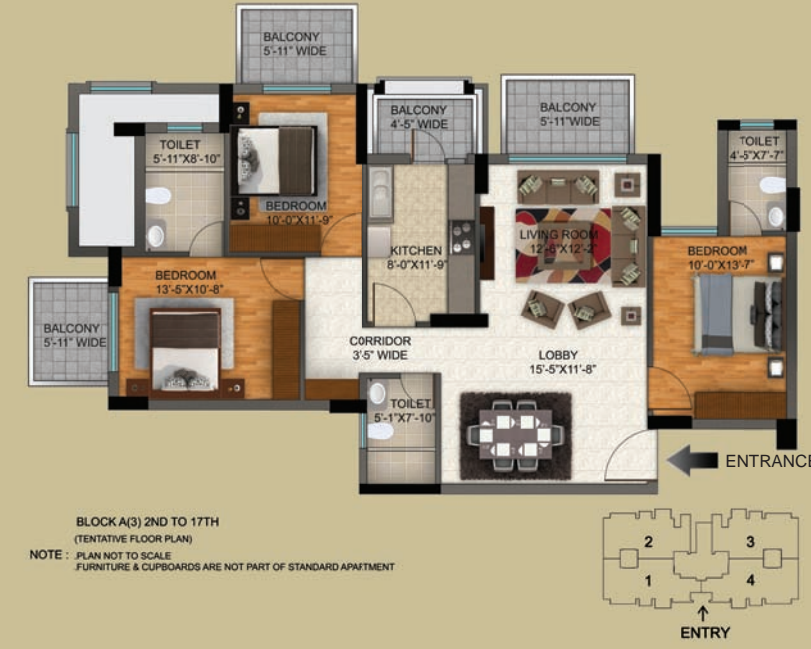 BALCONY
5'-11" WIDE
BALCONY
4'-5" WIDE
BALCONY
5'-11"WIDE
TOILET
5'-11"X8'-10"
TOILET
4'-5"X7'-7"
BEDROOM
10'-0"X11'-9"
LIVING ROOM
12'-6"X12'-2"
KITCHEN
8'-0"X11'-9"
BEDROOM
10'-0"X13'-7"
BEDROOM
13'-5"X10'-8"
BALCONY
5'-11" WIDE
CORRIDOR
3'5" WIDE
LOBBY
15'-5"X11'-8"
TOILET
5'-1"X7'-10"
ENTRANCE
BLOCK A(3) 2ND TO 17TH
(TENTATIVE FLOOR PLAN)
NOTE : .PLAN NOT TO SCALE
.FURNITURE & CUPBOARDS ARE NOT PART OF STANDARD APARTMENT
2 3
1 4
ENTRY